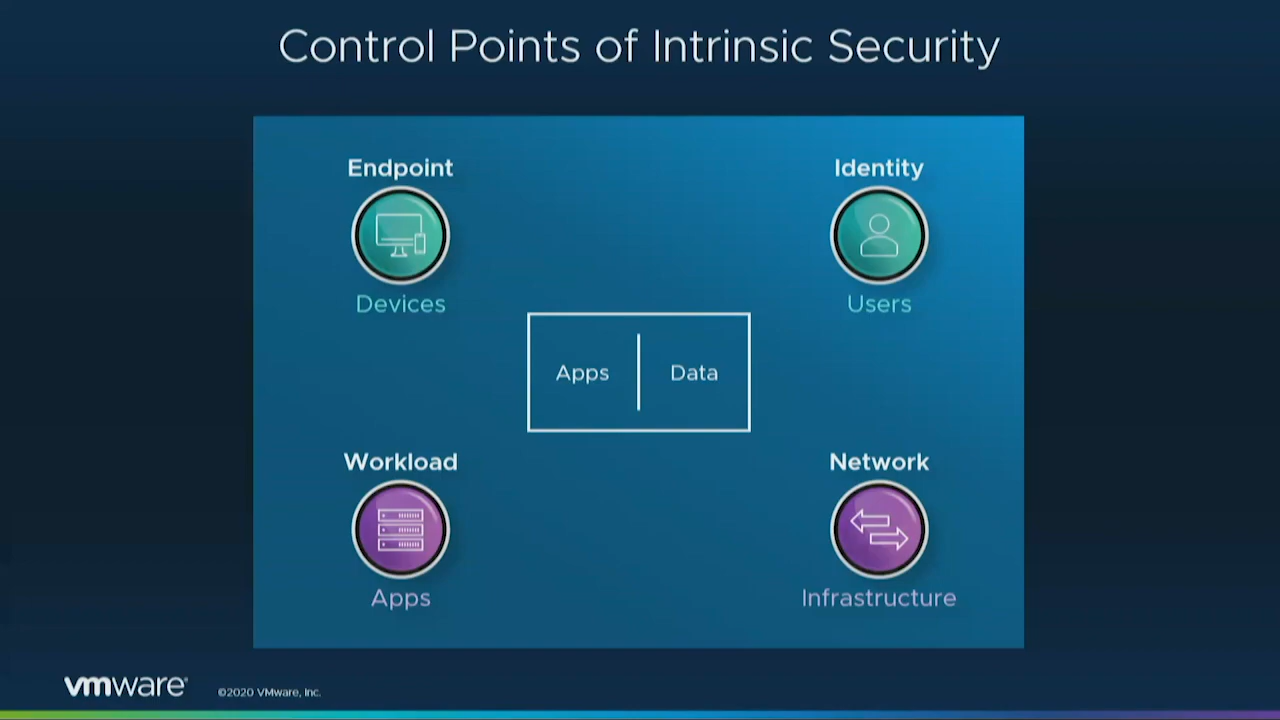 Control Points of Intrinsic Security
Endpoint
Identity
Devices
Users
Apps
Data
Workload
Network
Apps
Infrastructure
vmware®
©2020 VMware, Inc.